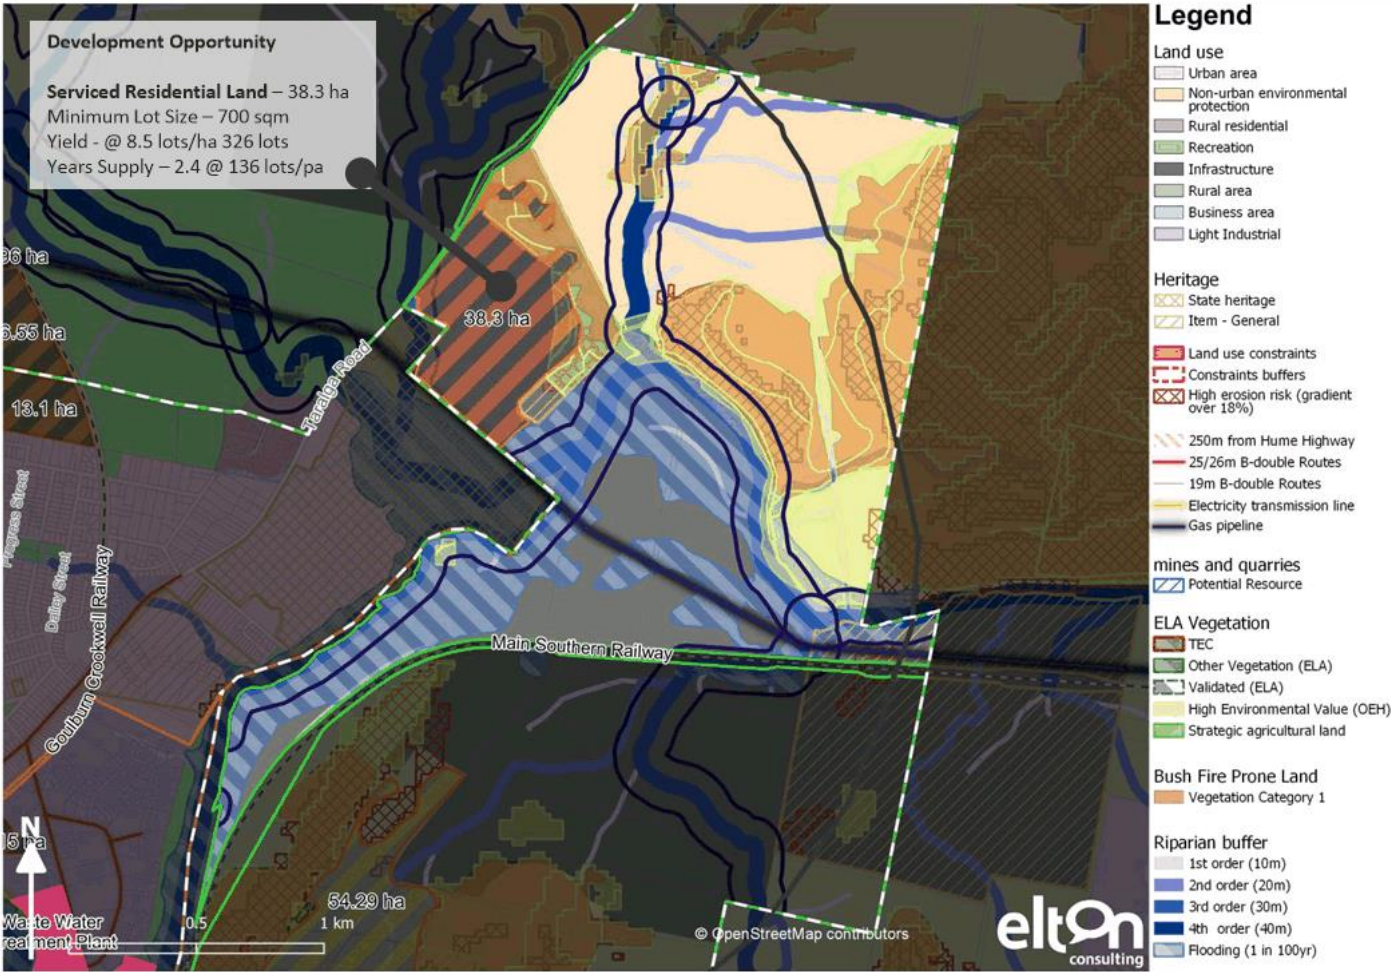 Development Opportunity
Serviced Residential Land – 38.3 ha
Minimum Lot Size – 700 sqm
Yield - @ 8.5 lots/ha 326 lots
Years Supply – 2.4 @ 136 lots/pa
96 ha
6.55 ha
13.1 ha
38.3 ha
Taralga Road
Progress Street
Dalley Street
Goulburn Crookwell Railway
Main Southern Railway
N
15 ha
54.29 ha
Waste Water
Treatment Plant
0.5
1 km
© OpenStreetMap contributors
elton
consulting
Legend
Land use
Urban area
Non-urban environmental
protection
Rural residential
Recreation
Infrastructure
Rural area
Business area
Light Industrial
Heritage
State heritage
Item - General
Land use constraints
Constraints buffers
High erosion risk (gradient
over 18%)
250m from Hume Highway
25/26m B-double Routes
19m B-double Routes
Electricity transmission line
Gas pipeline
mines and quarries
Potential Resource
ELA Vegetation
TEC
Other Vegetation (ELA)
Validated (ELA)
High Environmental Value (OEH)
Strategic agricultural land
Bush Fire Prone Land
Vegetation Category 1
Riparian buffer
1st order (10m)
2nd order (20m)
3rd order (30m)
4th order (40m)
Flooding (1 in 100yr)